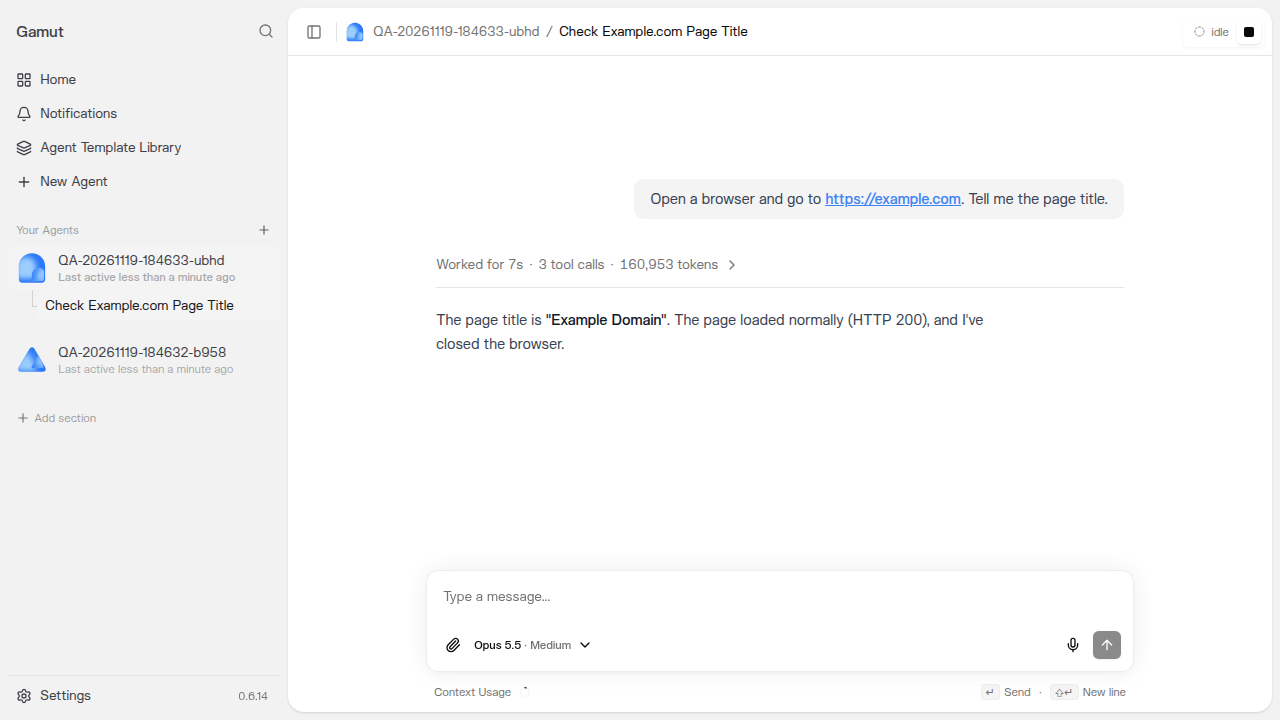 Gamut
Home
Notifications
Agent Template Library
New Agent
Your Agents
QA-20261119-184633-ubhd
Last active less than a minute ago
Check Example.com Page Title
QA-20261119-184632-b958
Last active less than a minute ago
Add section
Settings
0.6.14
QA-20261119-184633-ubhd / Check Example.com Page Title
idle
Open a browser and go to https://example.com. Tell me the page title.
Worked for 7s · 3 tool calls · 160,953 tokens
The page title is "Example Domain". The page loaded normally (HTTP 200), and I've
closed the browser.
Type a message...
Opus 5.5 · Medium
Context Usage
↵ Send · ⇧↵ New line